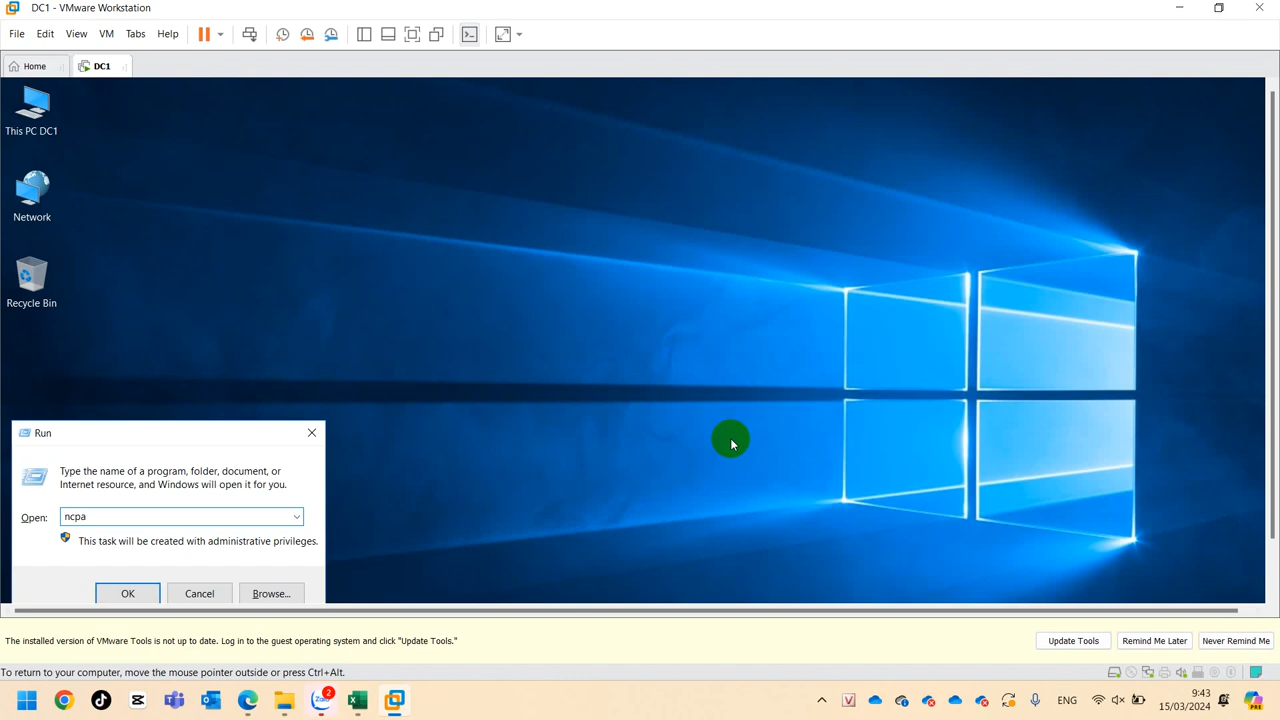 DC1 - VMware Workstation
File Edit View VM Tabs Help
Home DC1
This PC DC1
Network
Recycle Bin
Run
Type the name of a program, folder, document, or
Internet resource, and Windows will open it for you.
Open: ncpa
This task will be created with administrative privileges.
OK Cancel Browse...
The installed version of VMware Tools is not up to date. Log in to the guest operating system and click "Update Tools."
Update Tools Remind Me Later Never Remind Me
To return to your computer, move the mouse pointer outside or press Ctrl+Alt.
Zalo 2
ENG
9:43
15/03/2024
PRE